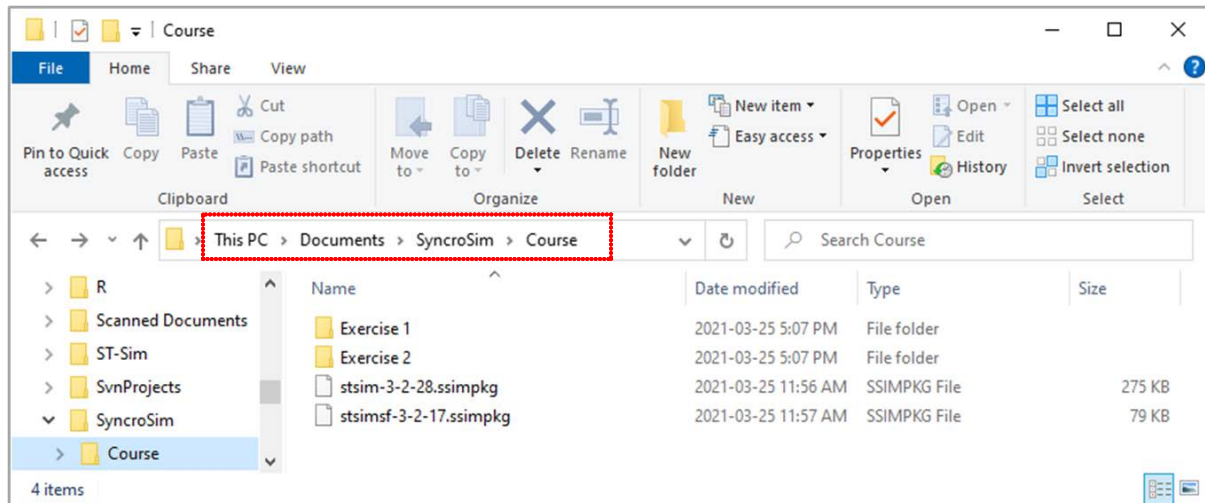 Course
File Home Share View
Pin to Quick access
Copy
Paste
Cut
Copy path
Paste shortcut
Clipboard
Move to
Copy to
Delete
Rename
Organize
New folder
New item
Easy access
New
Properties
Open
Edit
History
Open
Select all
Select none
Invert selection
Select
This PC > Documents > SyncroSim > Course
Search Course
R
Scanned Documents
ST-Sim
SvnProjects
SyncroSim
Course
Name Date modified Type Size
Exercise 1 2021-03-25 5:07 PM File folder
Exercise 2 2021-03-25 5:07 PM File folder
stsim-3-2-28.ssimpkg 2021-03-25 11:56 AM SSIMPKG File 275 KB
stsimsf-3-2-17.ssimpkg 2021-03-25 11:57 AM SSIMPKG File 79 KB
4 items